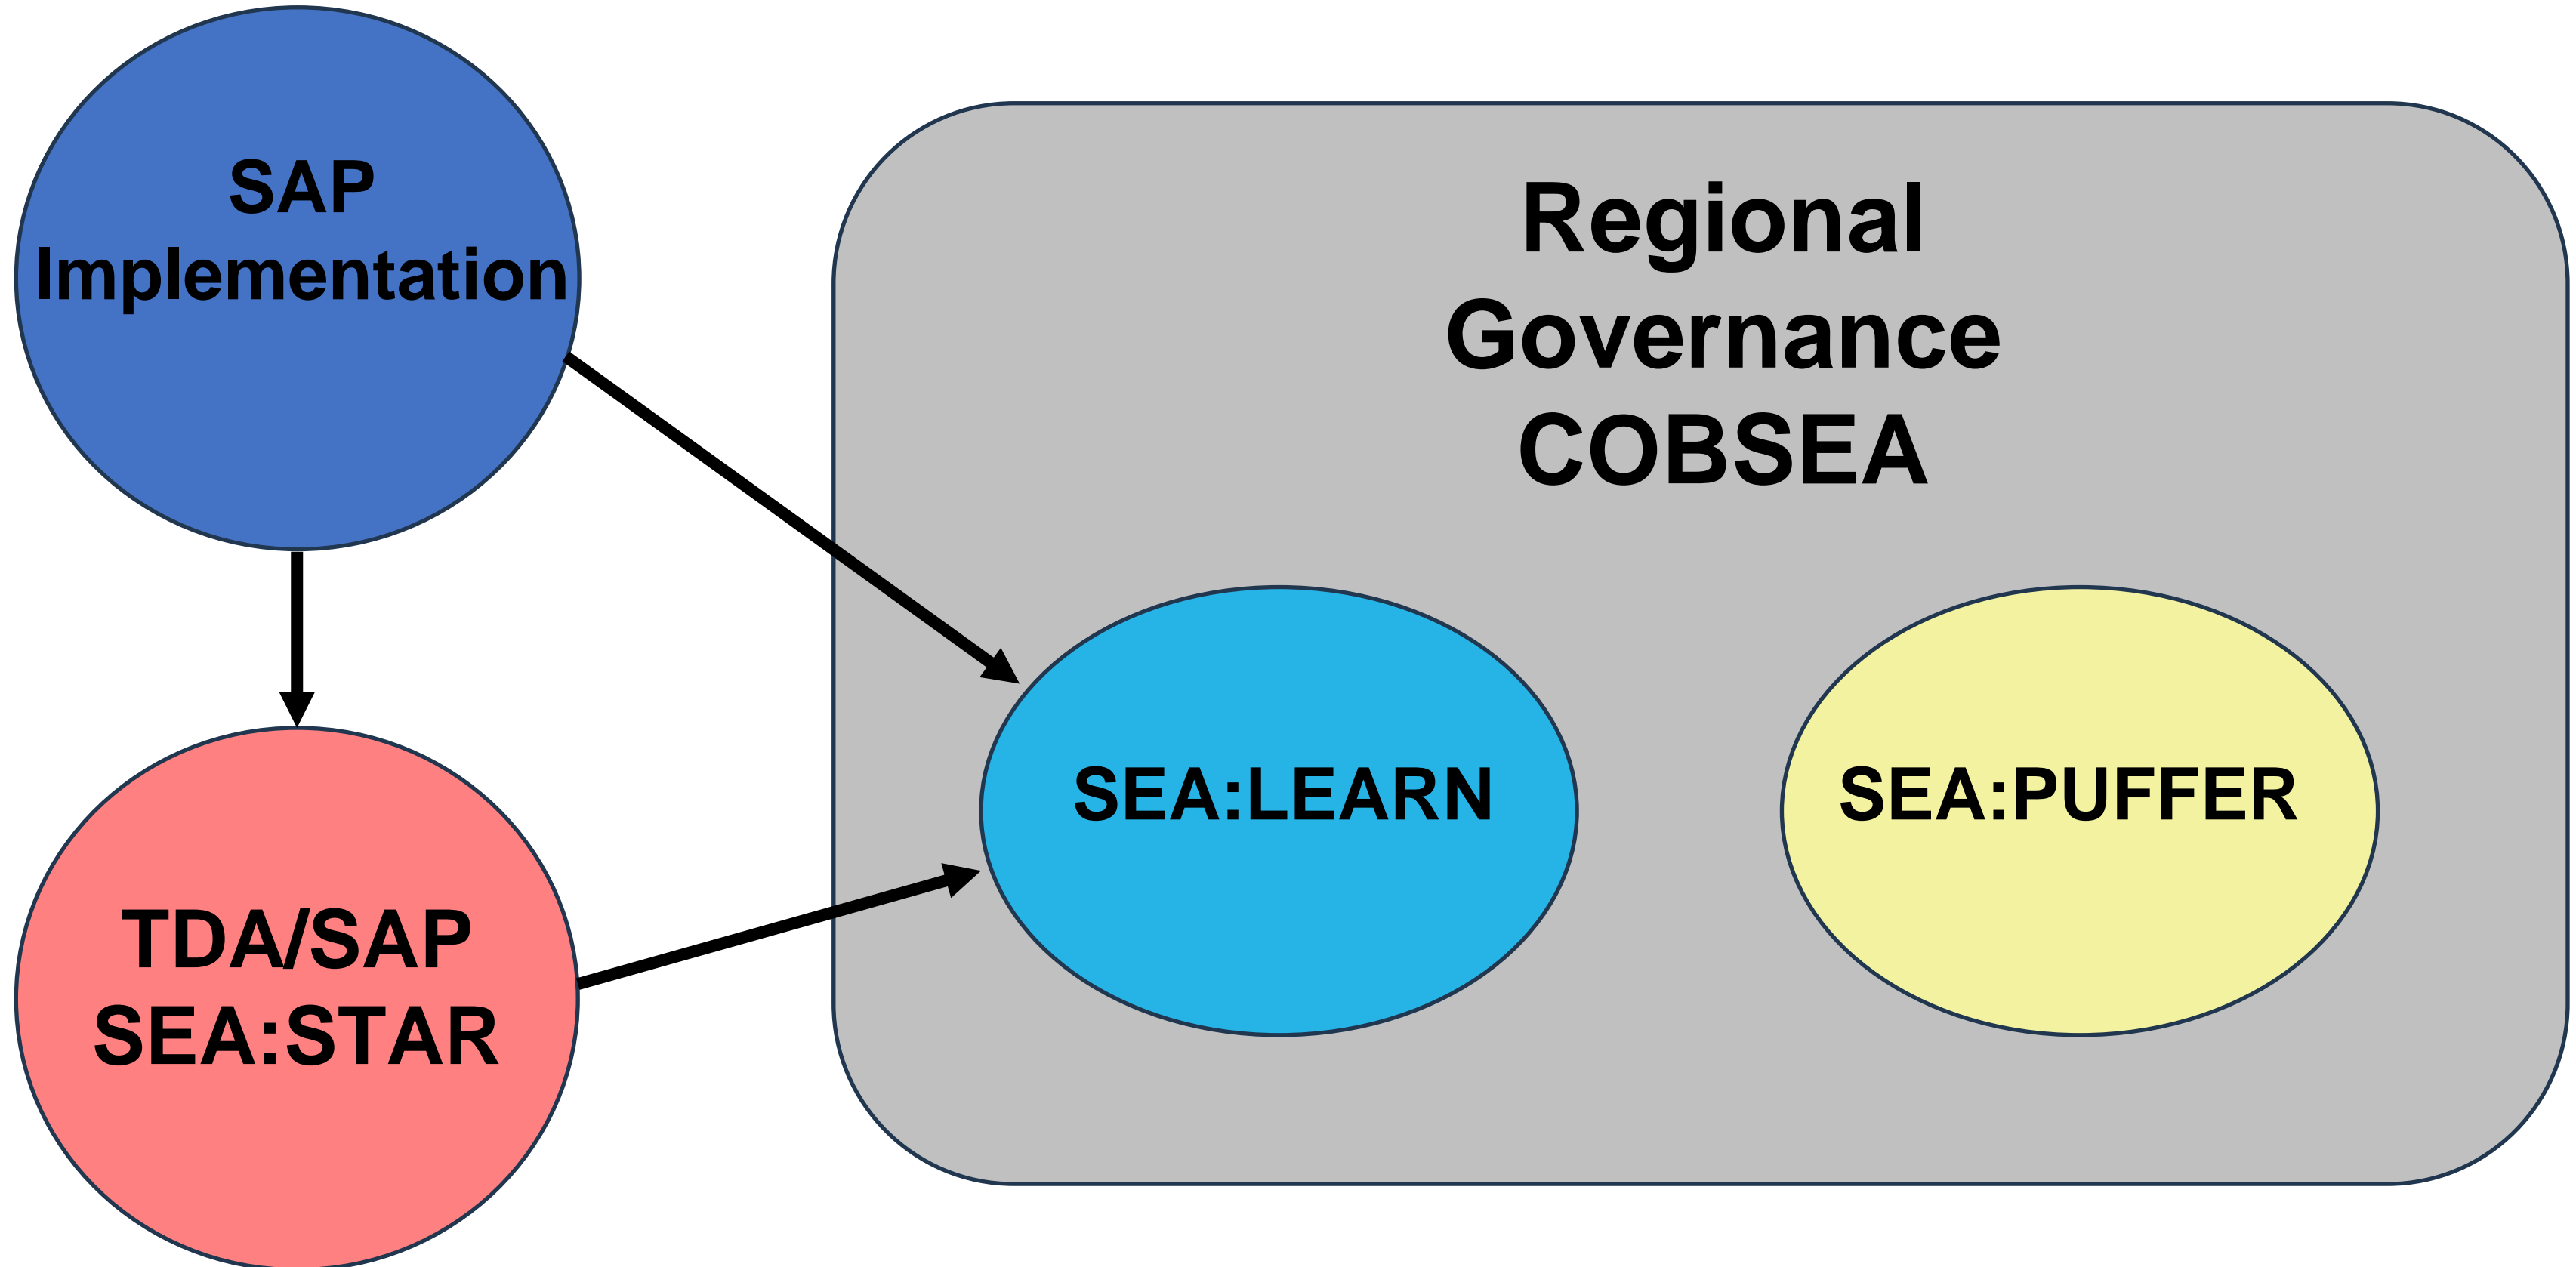 SAP
Implementation
Regional
Governance
COBSEA
SEA:LEARN
SEA:PUFFER
TDA/SAP
SEA:STAR